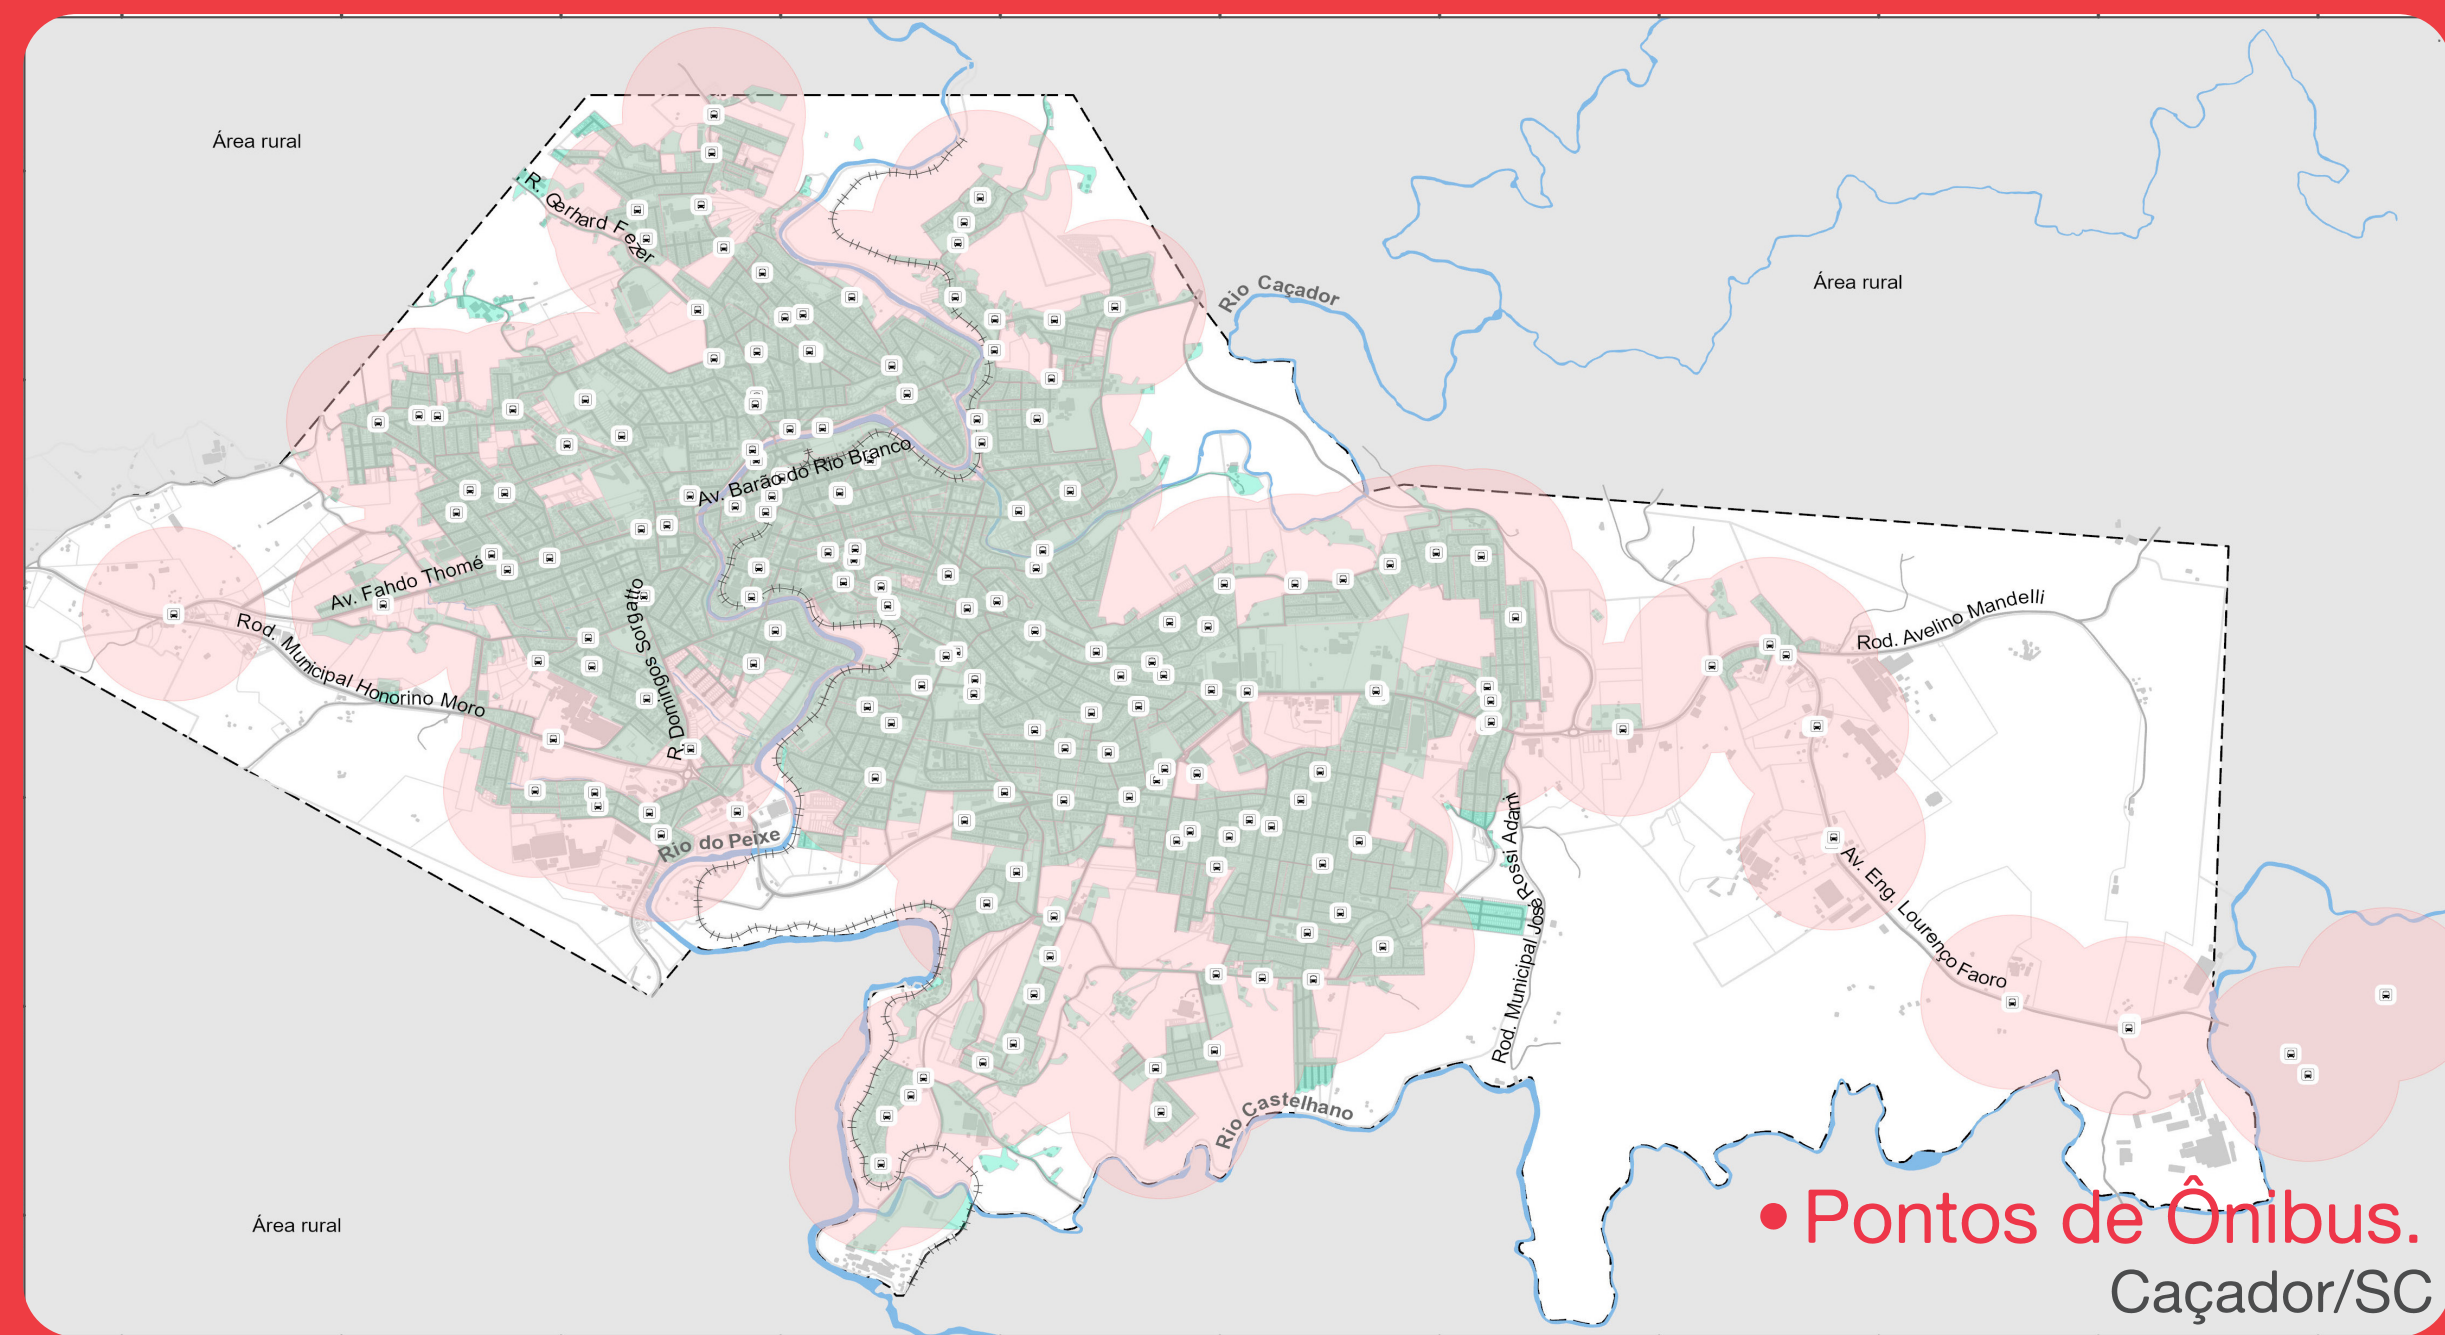 Área rural
R. Gerhard Fezer
Área rural
Rio Caçador
Av. Barão do Rio Branco
Av. Fahdo Thomé
R. Domingos Sorgatto
Rod. Municipal Honorino Moro
Rod. Avelino Mandelli
Rio do Peixe
Rod. Municipal José Rossi Adami
Av. Eng. Lourenço Faoro
Rio Castelhano
Área rural
• Pontos de Ônibus.
Caçador/SC